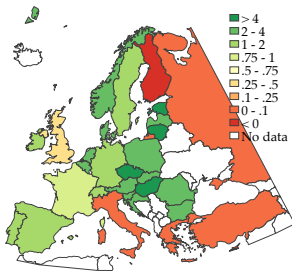 > 4
2 - 4
1 - 2
.75 - 1
.5 - .75
.25 - .5
.1 - .25
0 - .1
< 0
No data